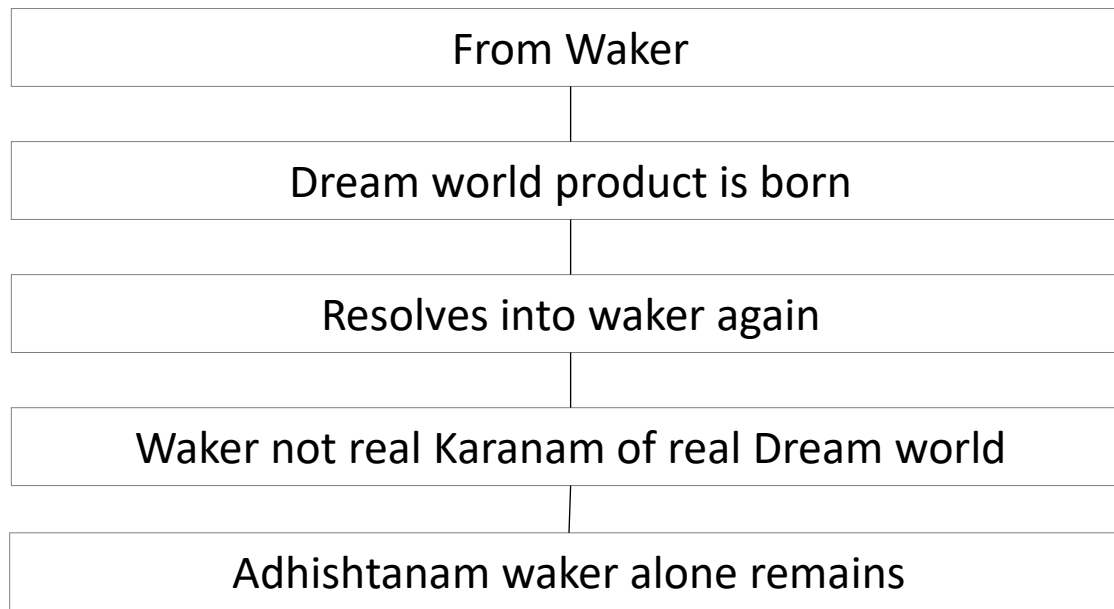 From Waker
Dream world product is born
Resolves into waker again
Waker not real Karanam of real Dream world
Adhishtanam waker alone remains